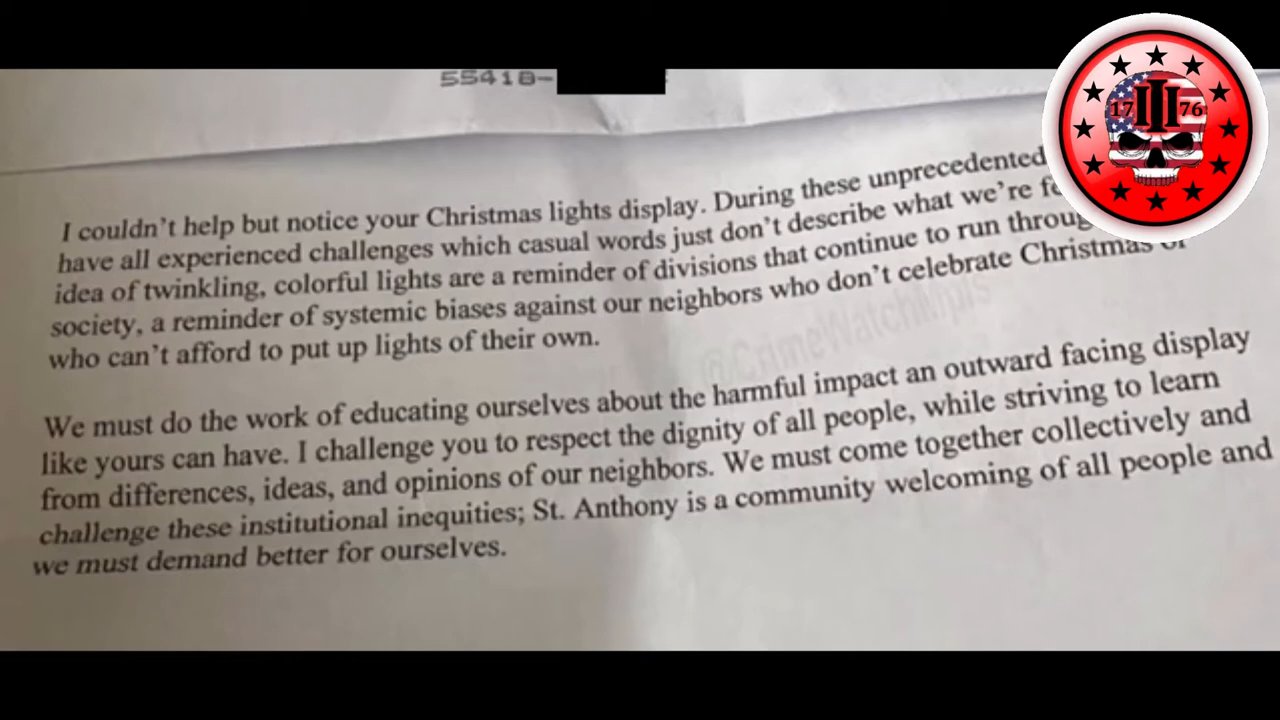 55418-
17 III 76
I couldn't help but notice your Christmas lights display. During these unprecedented
have all experienced challenges which casual words just don't describe what we're
idea of twinkling, colorful lights are a reminder of divisions that continue to run
society, a reminder of systemic biases against our neighbors who don't celebrate Christmas or
who can't afford to put up lights of their own.
@CrimeWatchMpls
We must do the work of educating ourselves about the harmful impact an outward facing display
like yours can have. I challenge you to respect the dignity of all people, while striving to learn
from differences, ideas, and opinions of our neighbors. We must come together collectively and
challenge these institutional inequities; St. Anthony is a community welcoming of all people and
we must demand better for ourselves.